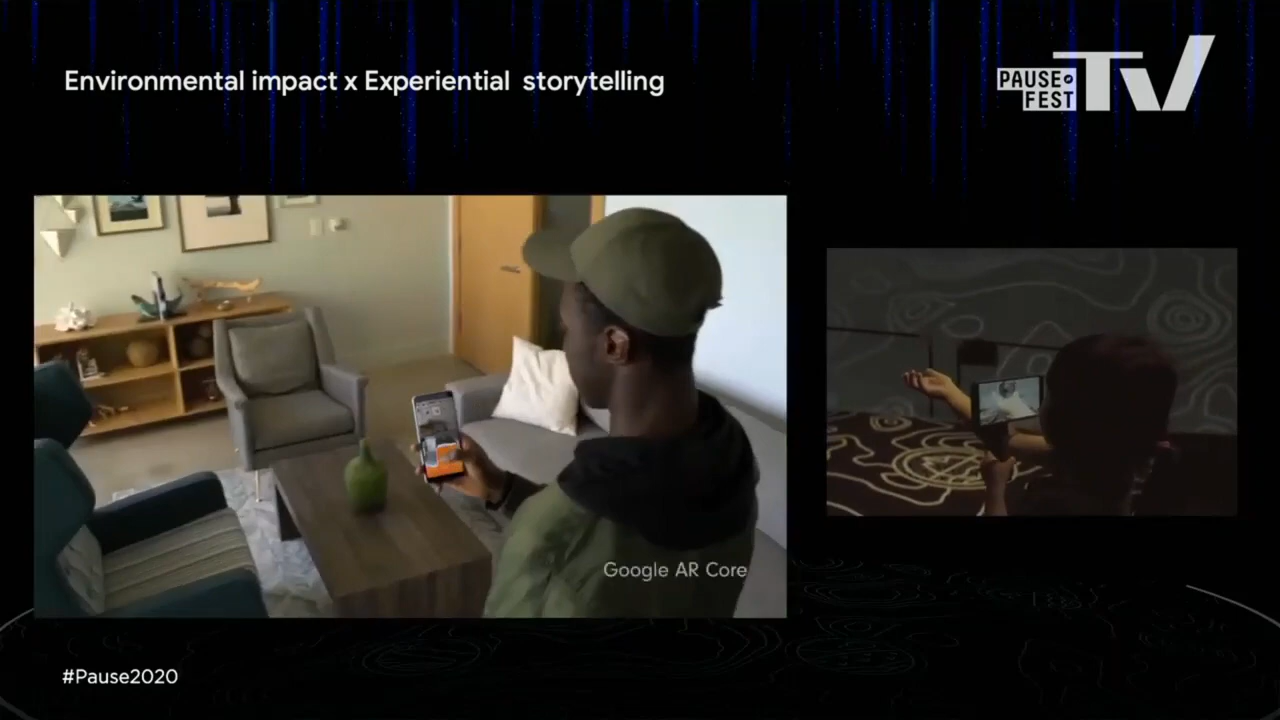 Environmental impact x Experiential storytelling
PAUSE
FEST
TV
Google AR Core
#Pause2020